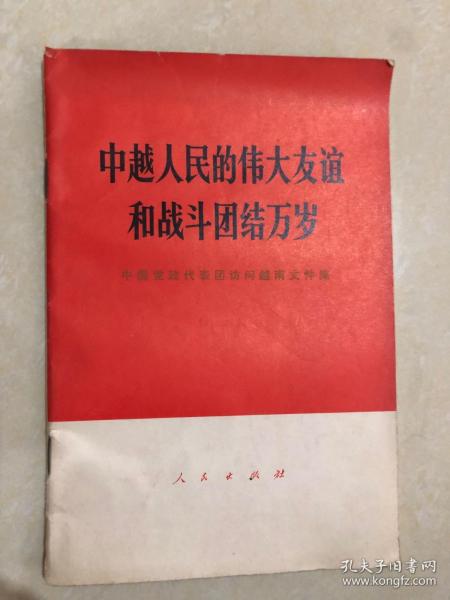 中越人民的伟大友谊
和战斗团结万岁
中国党政代表团访问越南文件集
人民出版社
孔夫子旧书网
www.kongfz.com